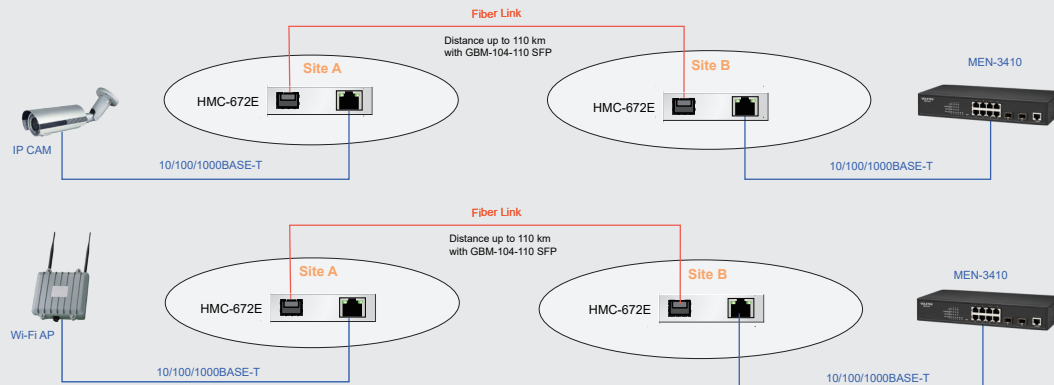 Fiber Link
Distance up to 110 km
with GBM-104-110 SFP
Site A
Site B
MEN-3410
HMC-672E
HMC-672E
IP CAM
10/100/1000BASE-T
10/100/1000BASE-T
Fiber Link
Distance up to 110 km
with GBM-104-110 SFP
Site A
Site B
MEN-3410
HMC-672E
HMC-672E
Wi-Fi AP
10/100/1000BASE-T
10/100/1000BASE-T